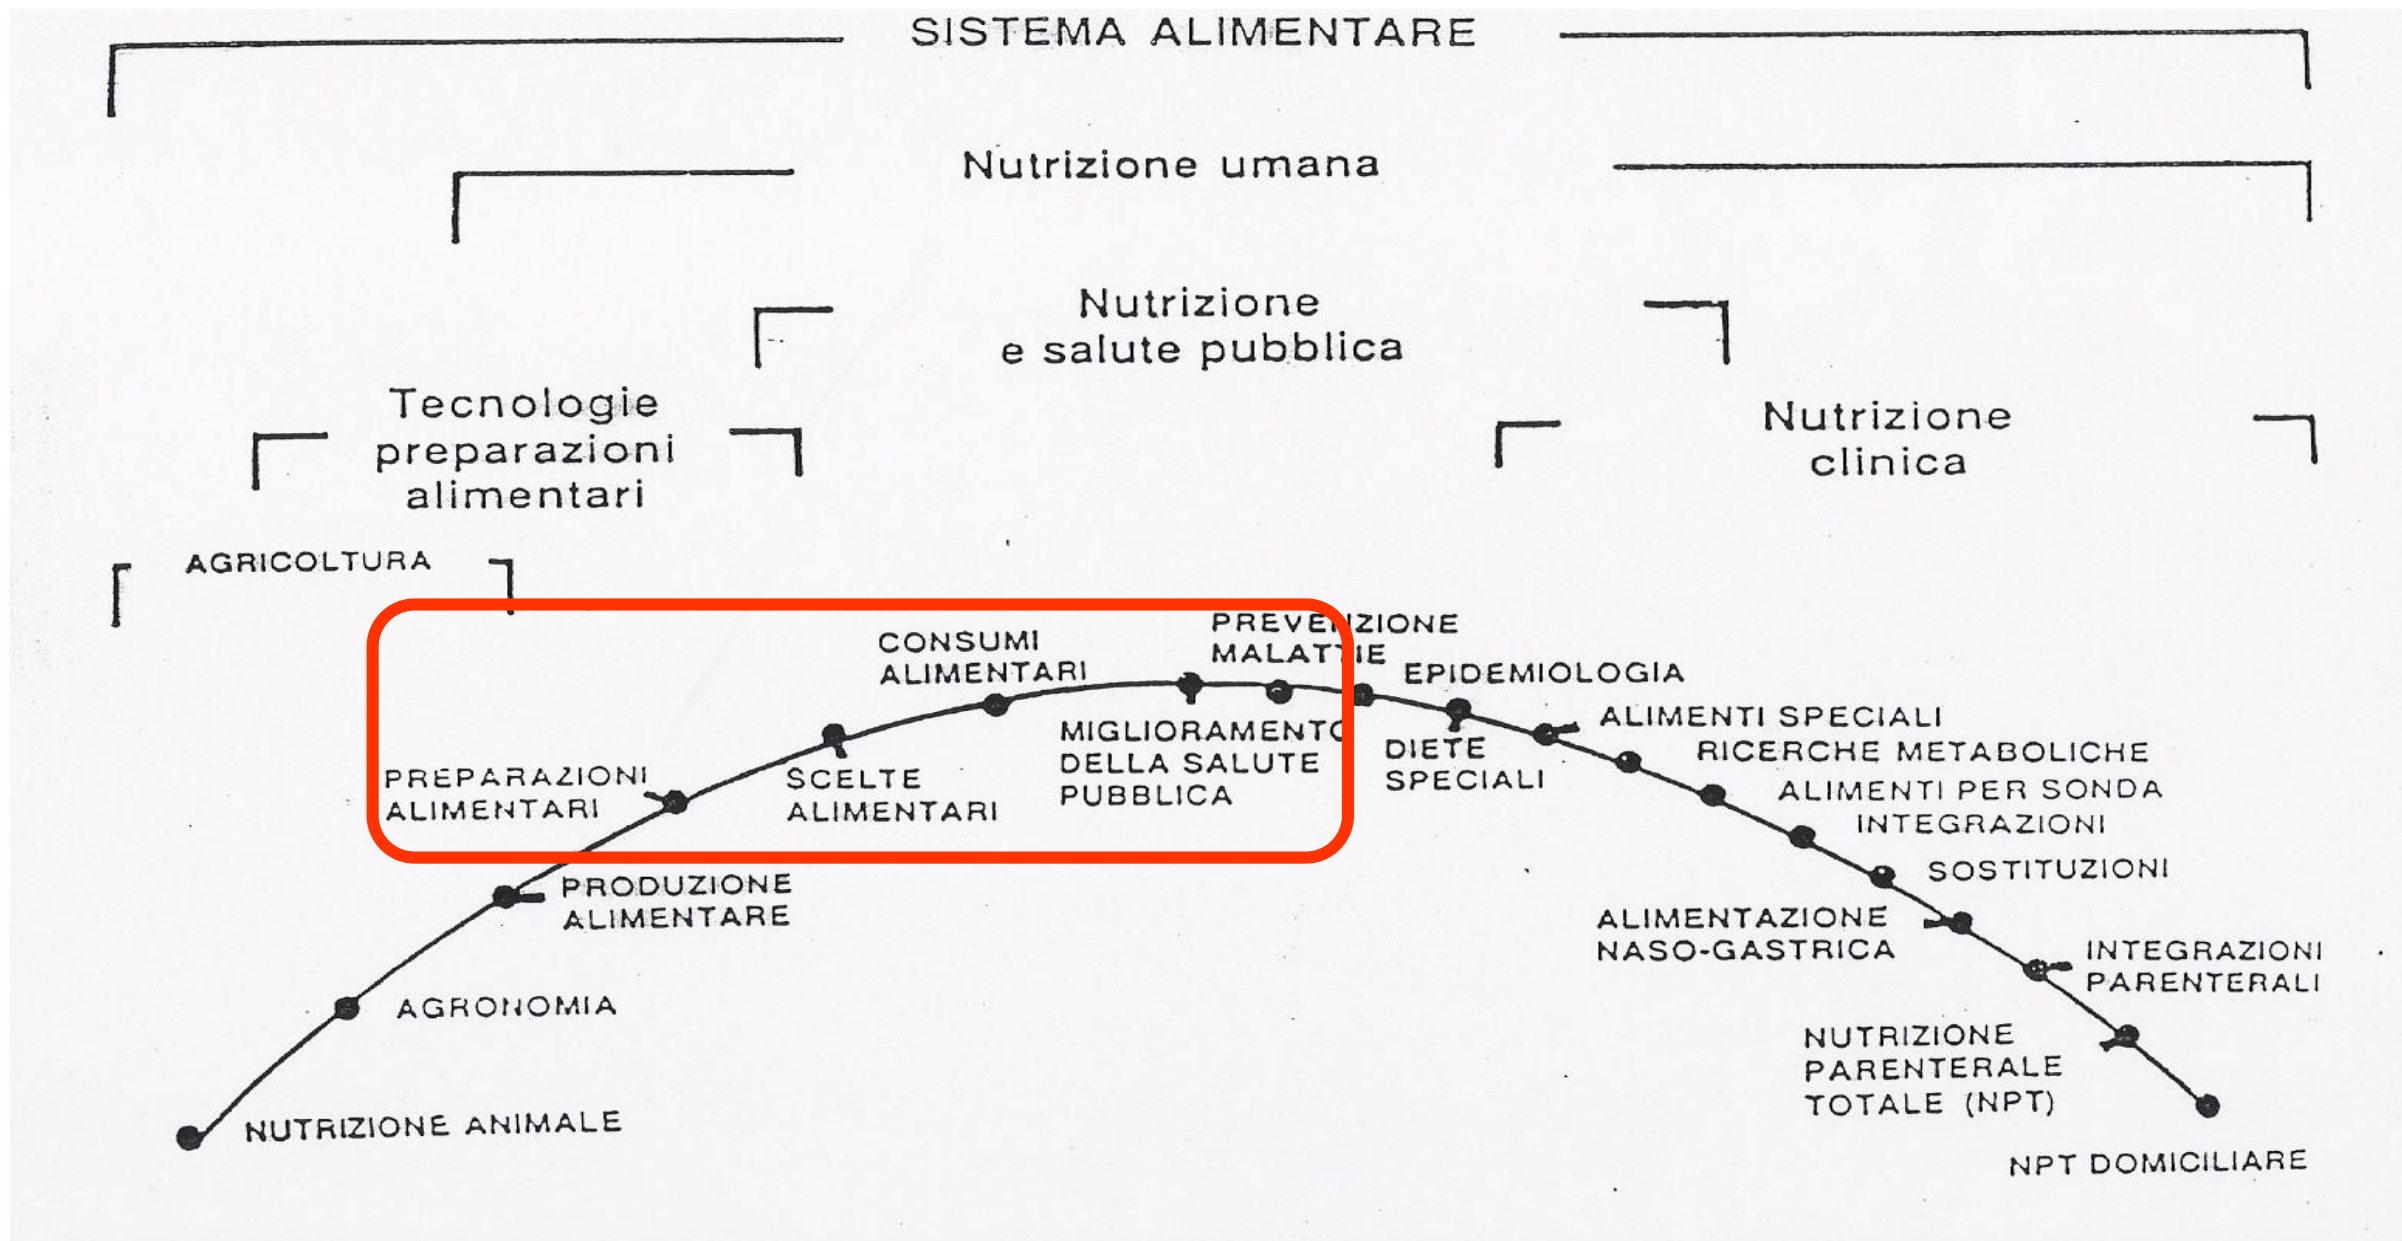 SISTEMA ALIMENTARE
Nutrizione umana
Nutrizione
e salute pubblica
Tecnologie
preparazioni
alimentari
Nutrizione
clinica
AGRICOLTURA
PREVENZIONE
MALATTIE
CONSUMI
ALIMENTARI
EPIDEMIOLOGIA
MIGLIORAMENTO
DELLA SALUTE
PUBBLICA
DIETE
SPECIALI
ALIMENTI SPECIALI
RICERCHE METABOLICHE
PREPARAZIONI
ALIMENTARI
SCELTE
ALIMENTARI
ALIMENTI PER SONDA
INTEGRAZIONI
SOSTITUZIONI
PRODUZIONE
ALIMENTARE
ALIMENTAZIONE
NASO-GASTRICA
INTEGRAZIONI
PARENTERALI
AGRONOMIA
NUTRIZIONE
PARENTERALE
TOTALE (NPT)
NUTRIZIONE ANIMALE
NPT DOMICILIARE